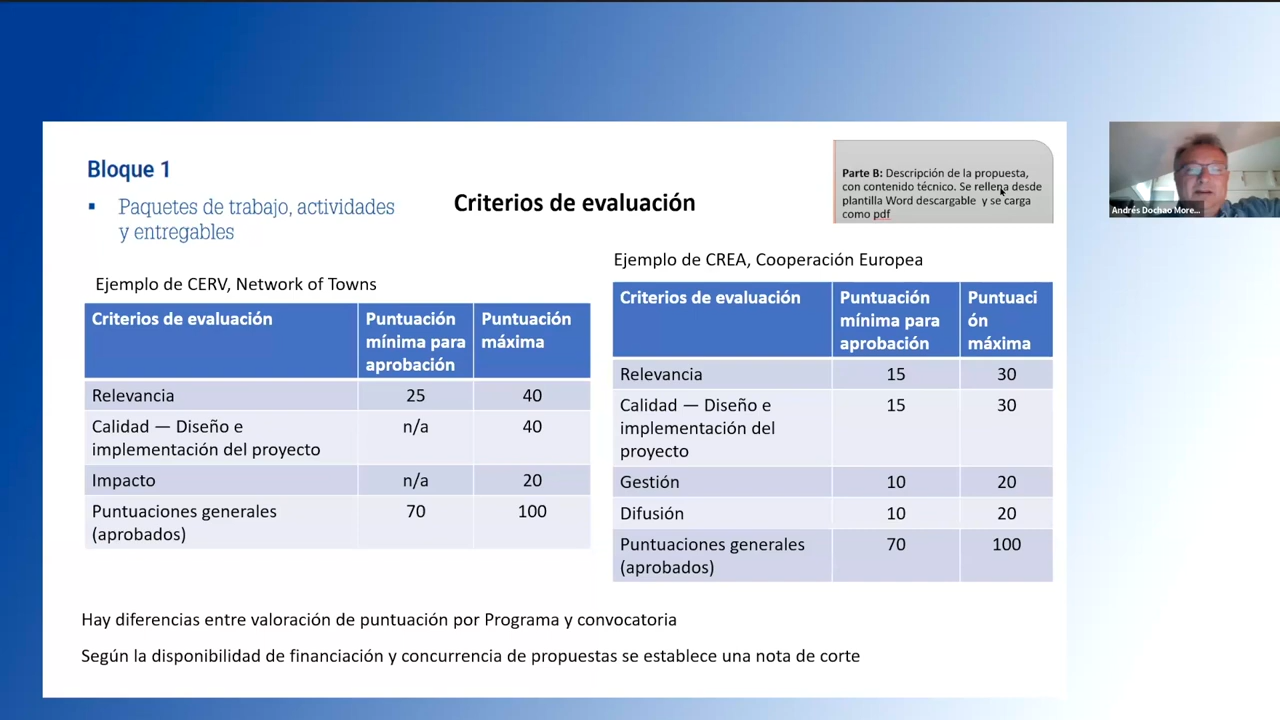 Bloque 1
▪ Paquetes de trabajo, actividades
y entregables
Criterios de evaluación
Parte B: Descripción de la propuesta,
con contenido técnico. Se rellena desde
plantilla Word descargable y se carga
como pdf
Andrés Dochao More...
Ejemplo de CERV, Network of Towns
Criterios de evaluación
Puntuación
mínima para
aprobación
Puntuación
máxima
Relevancia 25 40
Calidad — Diseño e
implementación del proyecto
n/a 40
Impacto n/a 20
Puntuaciones generales
(aprobados)
70 100
Ejemplo de CREA, Cooperación Europea
Criterios de evaluación
Puntuación
mínima para
aprobación
Puntuaci
ón
máxima
Relevancia 15 30
Calidad — Diseño e
implementación del
proyecto
15 30
Gestión 10 20
Difusión 10 20
Puntuaciones generales
(aprobados)
70 100
Hay diferencias entre valoración de puntuación por Programa y convocatoria
Según la disponibilidad de financiación y concurrencia de propuestas se establece una nota de corte